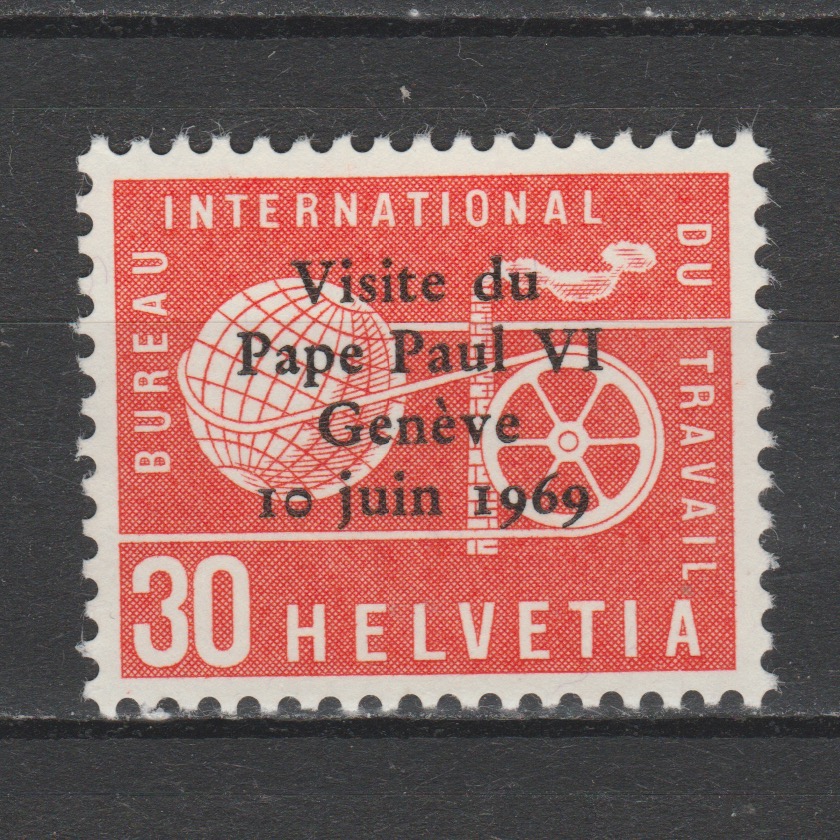 BUREAU
INTERNATIONAL
DU TRAVAIL
Visite du
Pape Paul VI
Genève
10 juin 1969
30 HELVETIA